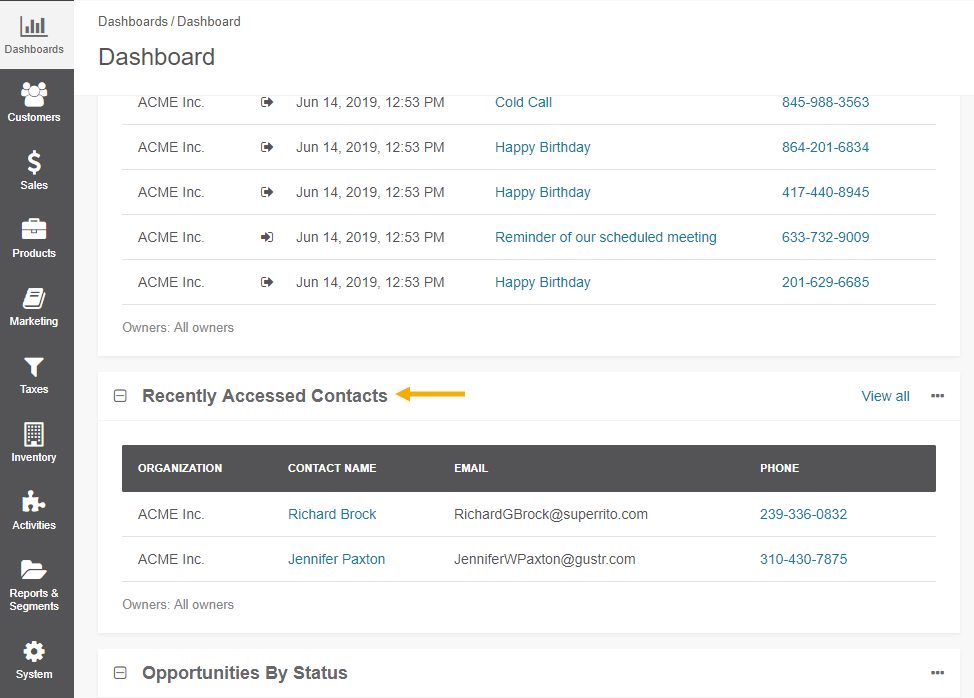 Dashboards
Customers
Sales
Products
Marketing
Taxes
Inventory
Activities
Reports &
Segments
System
Dashboards / Dashboard
Dashboard
ACME Inc. Jun 14, 2019, 12:53 PM Cold Call 845-988-3563
ACME Inc. Jun 14, 2019, 12:53 PM Happy Birthday 864-201-6834
ACME Inc. Jun 14, 2019, 12:53 PM Happy Birthday 417-440-8945
ACME Inc. Jun 14, 2019, 12:53 PM Reminder of our scheduled meeting 633-732-9009
ACME Inc. Jun 14, 2019, 12:53 PM Happy Birthday 201-629-6685
Owners: All owners
Recently Accessed Contacts View all
ORGANIZATION CONTACT NAME EMAIL PHONE
ACME Inc. Richard Brock RichardGBrock@superrito.com 239-336-0832
ACME Inc. Jennifer Paxton JenniferWPaxton@gustr.com 310-430-7875
Owners: All owners
Opportunities By Status